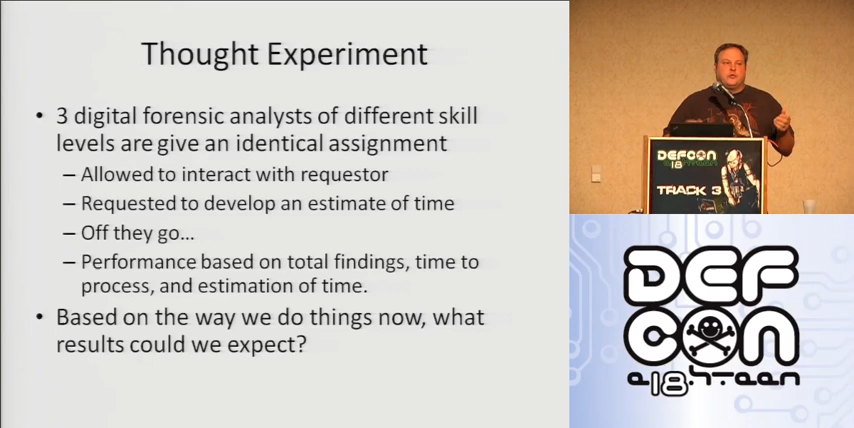 Thought Experiment
• 3 digital forensic analysts of different skill
levels are give an identical assignment
– Allowed to interact with requestor
– Requested to develop an estimate of time
– Off they go...
– Performance based on total findings, time to
process, and estimation of time.
• Based on the way we do things now, what
results could we expect?
DEFCON
18
TRACK 3
DEF
CON
e18h.teen